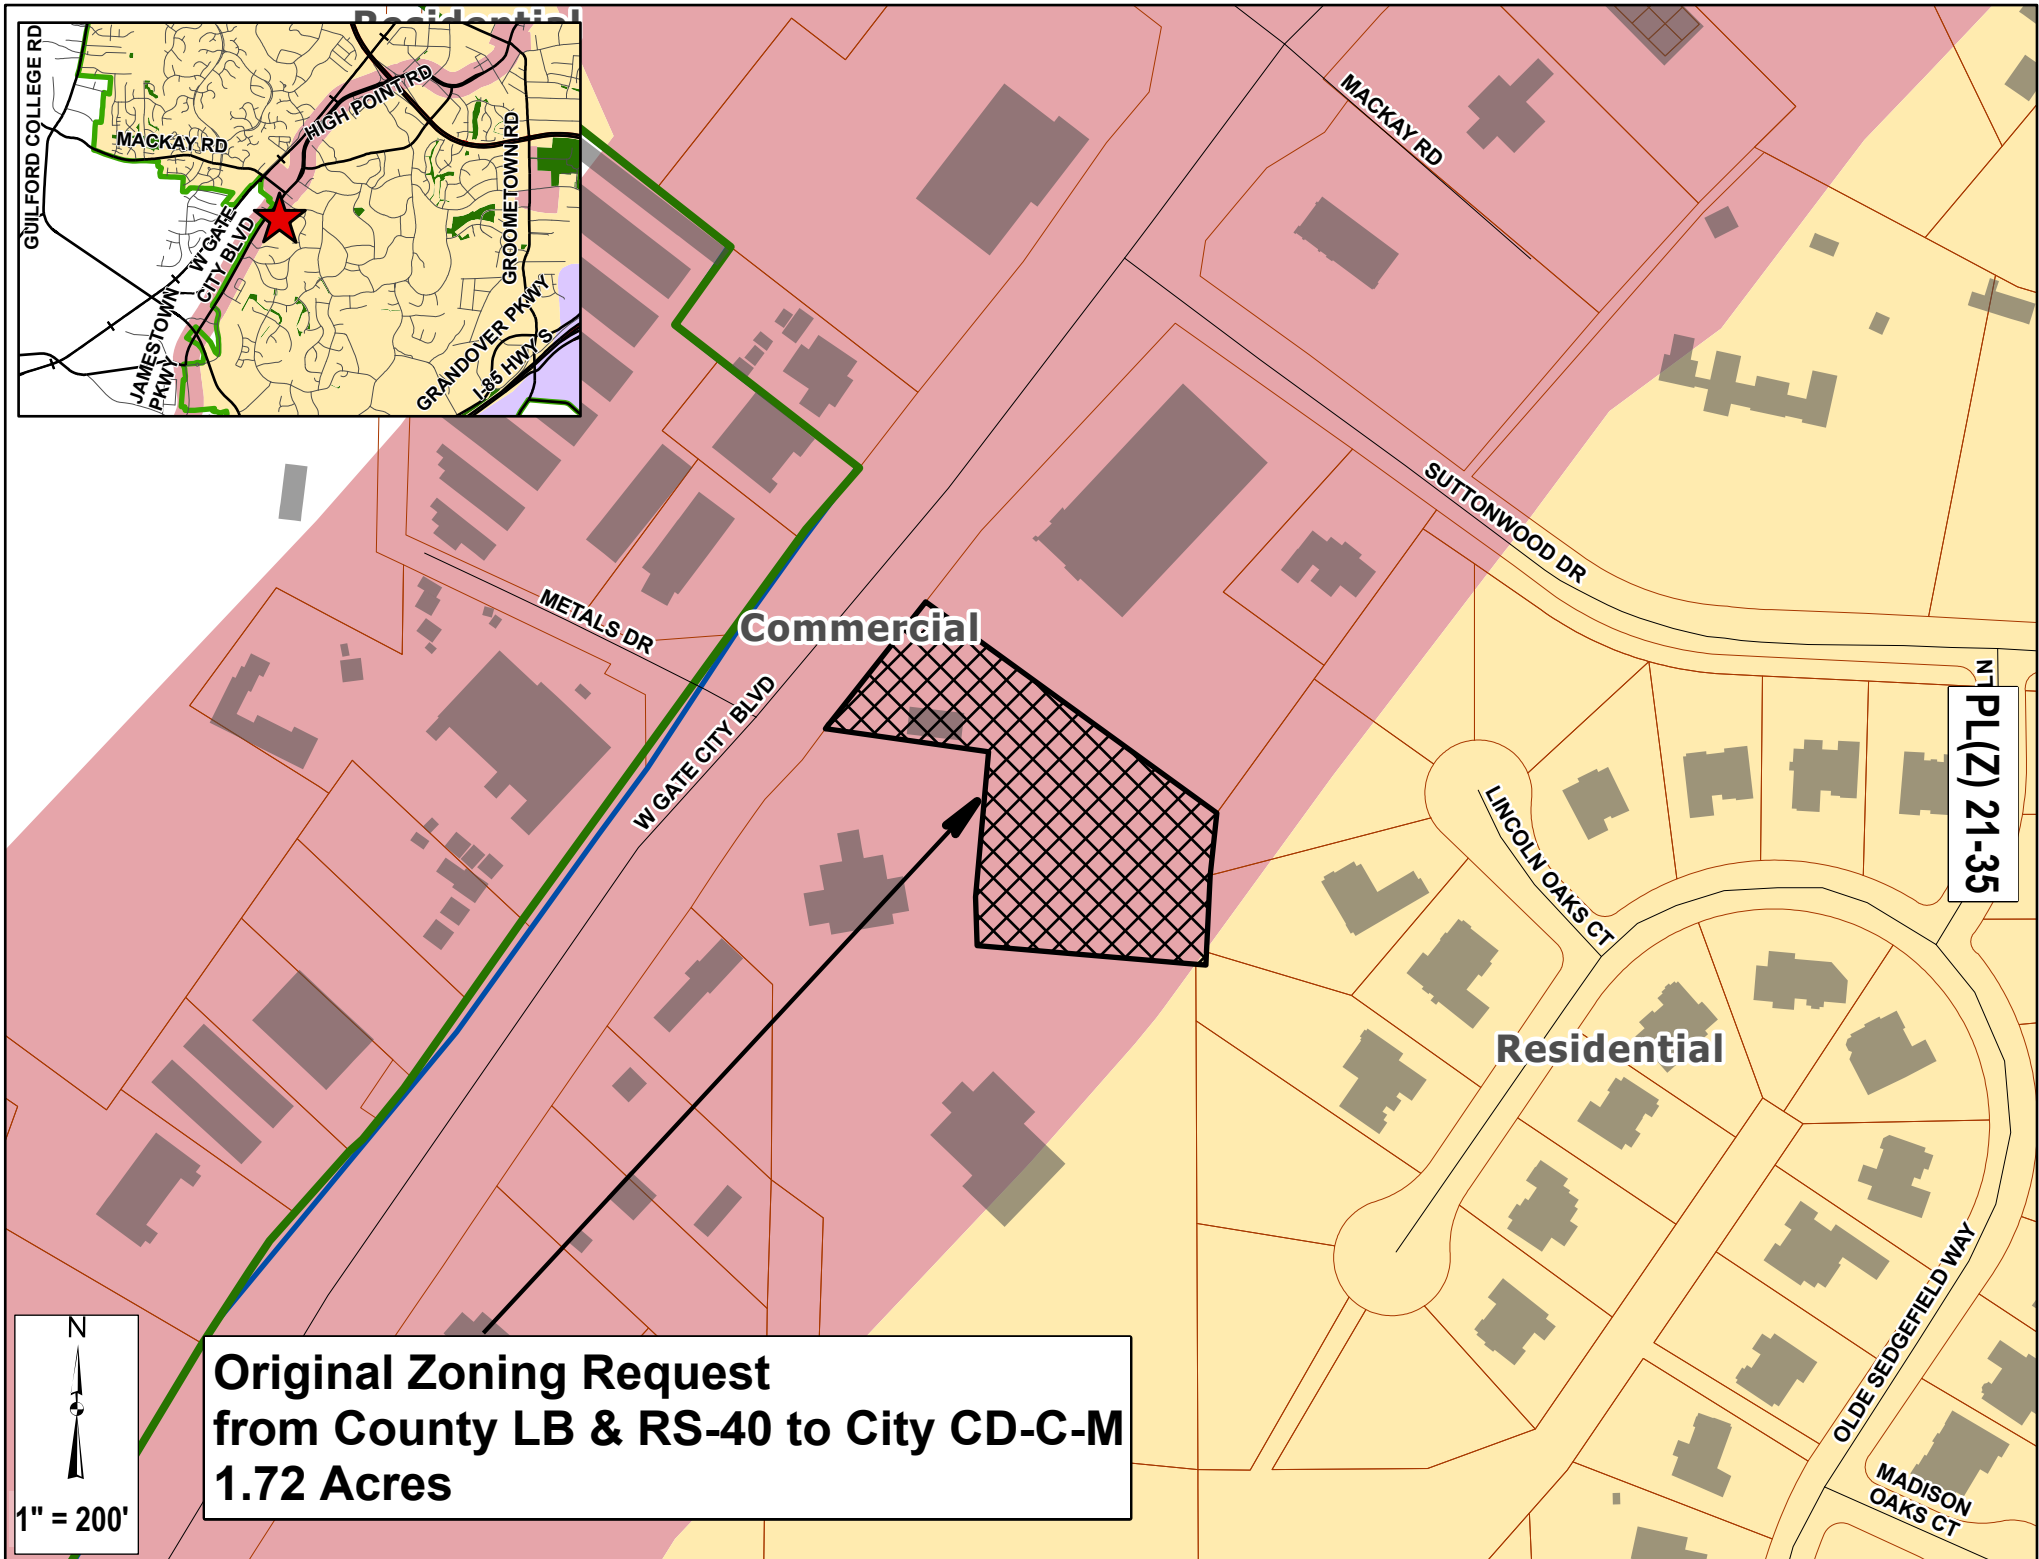 Residential
GUILFORD COLLEGE RD
MACKAY RD
HIGH POINT RD
GROOMETOWN RD
W GATE
CITY BLVD
JAMESTOWN
PKWY
GRANDOVER PKWY
I-85 HWY S
MACKAY RD
SUTTONWOOD DR
METALS DR
Commercial
W GATE CITY BLVD
LINCOLN OAKS CT
PL(Z) 21-35
Residential
OLDE SEDGEFIELD WAY
MADISON
OAKS CT
N
1" = 200'
Original Zoning Request
from County LB & RS-40 to City CD-C-M
1.72 Acres